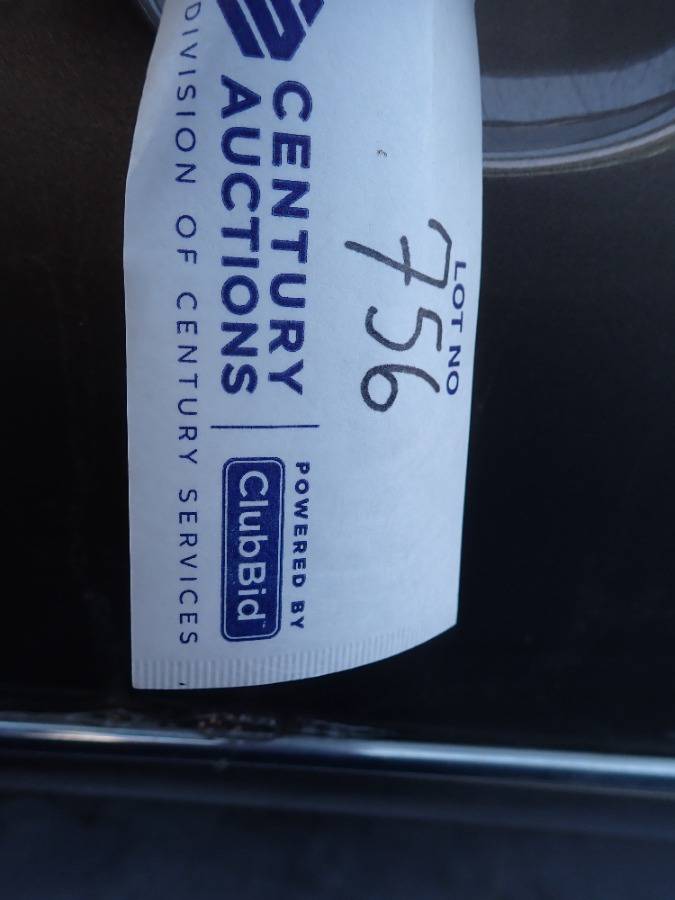 LOT NO
756
CENTURY
AUCTIONS
POWERED BY
ClubBid
DIVISION OF CENTURY SERVICES